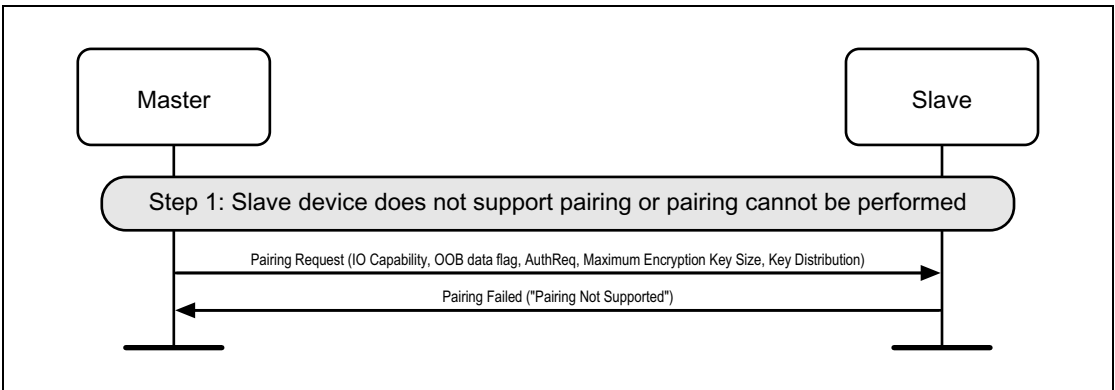 Master
Slave
Step 1: Slave device does not support pairing or pairing cannot be performed
Pairing Request (IO Capability, OOB data flag, AuthReq, Maximum Encryption Key Size, Key Distribution)
Pairing Failed ("Pairing Not Supported")